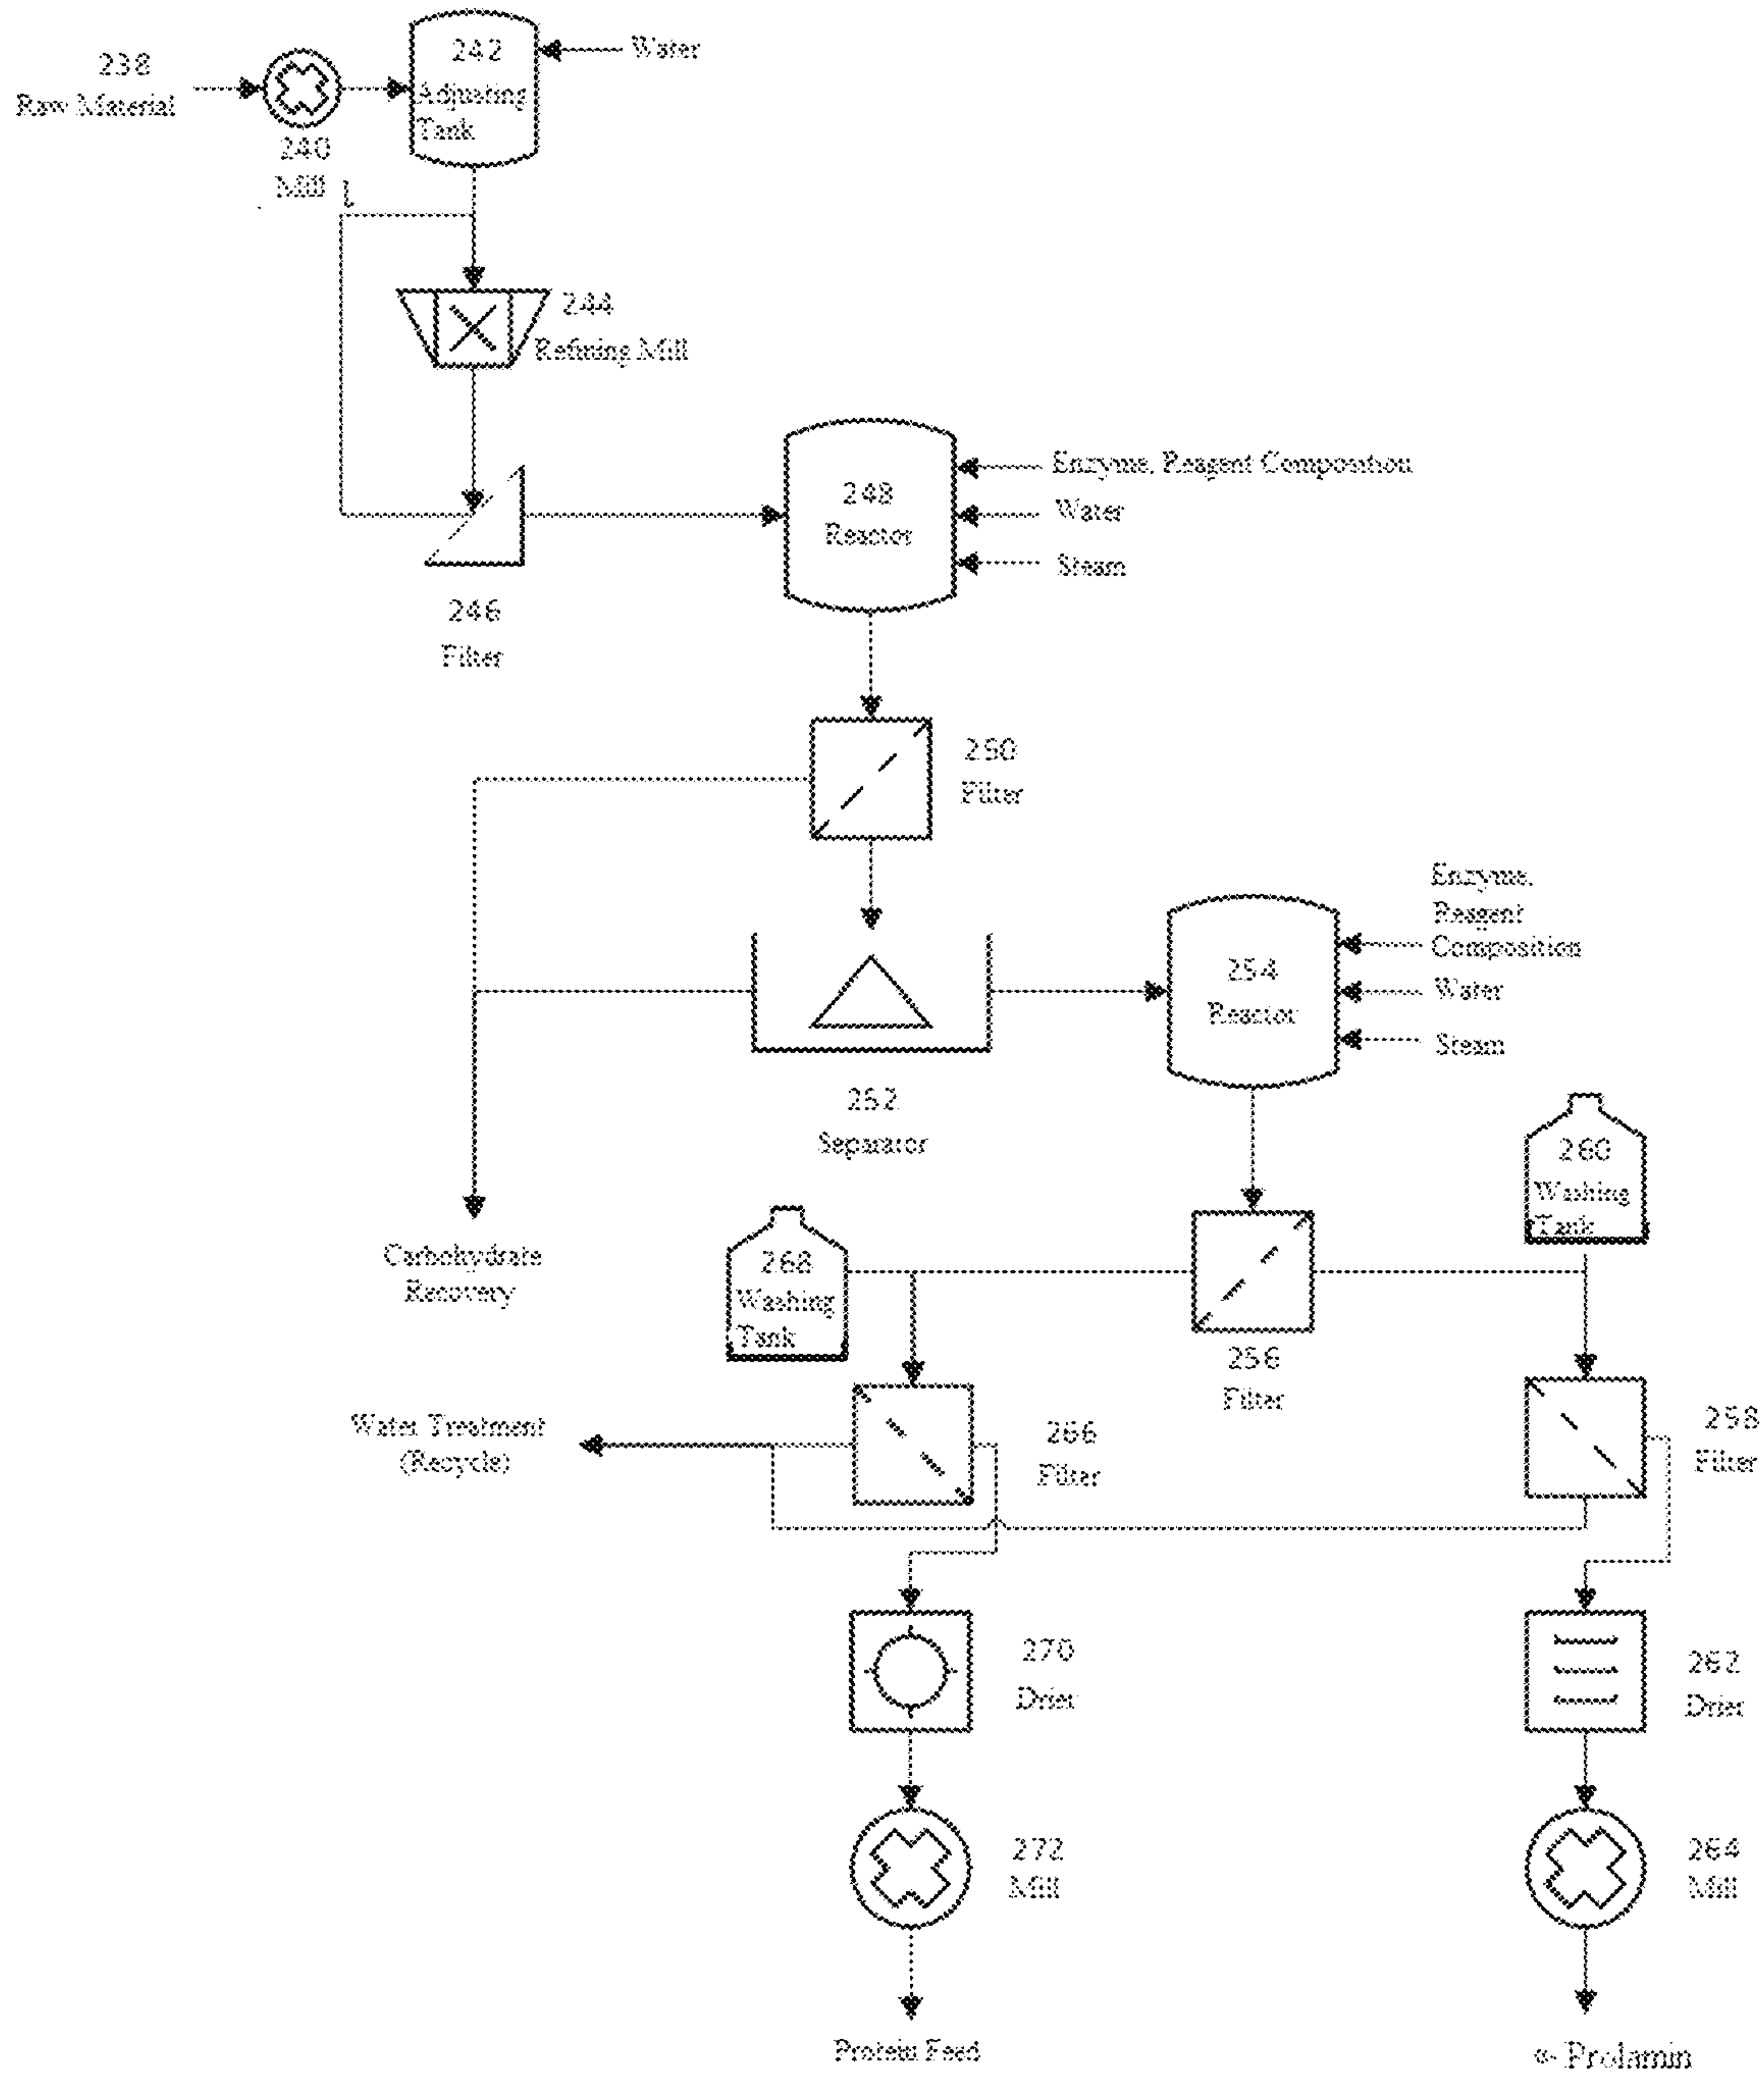 238
Raw Material
240
Mill
242
Adjusting
Tank
Water
244
Refining Mill
246
Filter
248
Reactor
Enzyme, Reagent Composition
Water
Steam
250
Filter
252
Separator
254
Reactor
Enzyme,
Reagent
Composition
Water
Steam
Carbohydrate
Recovery
256
Filter
260
Washing
Tank
268
Washing
Tank
258
Filter
266
Filter
Water Treatment
(Recycle)
270
Drier
262
Drier
272
Mill
264
Mill
Protein Feed
α- Prolamin